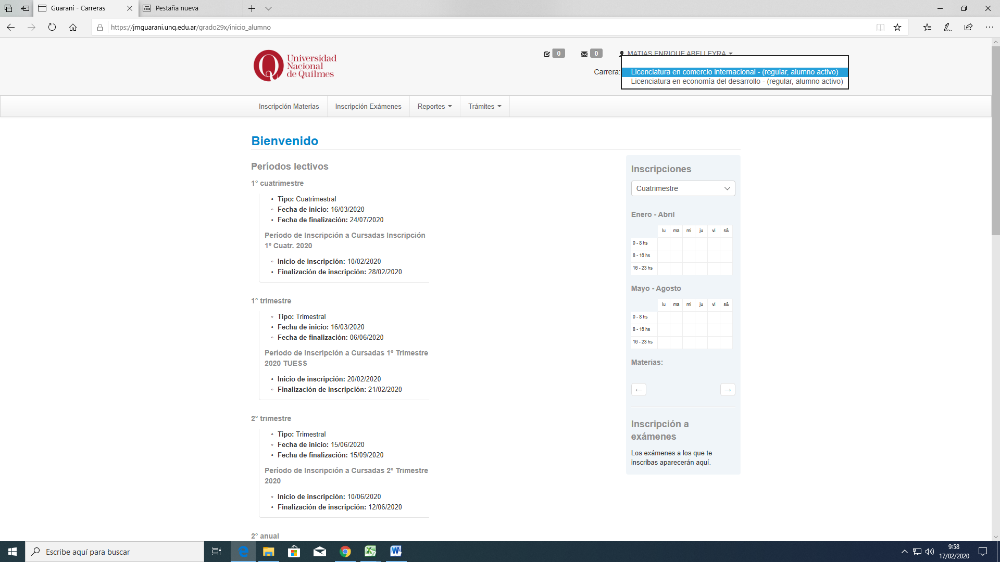 Guarani - Carreras
Pestaña nueva
https://jmguarani.unq.edu.ar/grado29x/inicio_alumno
Universidad
Nacional
de Quilmes
0
0
MATIAS ENRIQUE ABELLEYRA
Carrera:
Licenciatura en comercio internacional - (regular, alumno activo)
Licenciatura en economía del desarrollo - (regular, alumno activo)
Inscripción Materias
Inscripción Exámenes
Reportes
Trámites
Bienvenido
Períodos lectivos
1° cuatrimestre
Tipo: Cuatrimestral
Fecha de inicio: 16/03/2020
Fecha de finalización: 24/07/2020
Período de Inscripción a Cursadas Inscripción
1º Cuatr. 2020
Inicio de inscripción: 10/02/2020
Finalización de inscripción: 28/02/2020
1° trimestre
Tipo: Trimestral
Fecha de inicio: 16/03/2020
Fecha de finalización: 06/06/2020
Período de Inscripción a Cursadas 1º Trimestre
2020 TUESS
Inicio de inscripción: 20/02/2020
Finalización de inscripción: 21/02/2020
2° trimestre
Tipo: Trimestral
Fecha de inicio: 15/06/2020
Fecha de finalización: 15/09/2020
Período de Inscripción a Cursadas 2º Trimestre
2020
Inicio de inscripción: 10/06/2020
Finalización de inscripción: 12/06/2020
2° anual
Inscripciones
Cuatrimestre
Enero - Abril
lu ma mi ju vi s&
0 - 8 hs
8 - 16 hs
16 - 23 hs
Mayo - Agosto
lu ma mi ju vi s&
0 - 8 hs
8 - 16 hs
16 - 23 hs
Materias:
← →
Inscripción a
exámenes
Los exámenes a los que te
inscribas aparecerán aquí.
Escribe aquí para buscar
9:58
17/02/2020